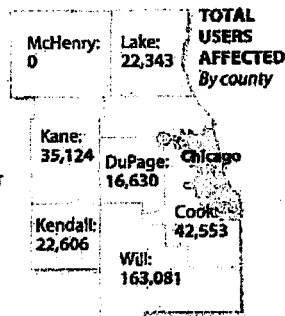 TOTAL
USERS
AFFECTED
By county
McHenry:
0
Lake:
22,343
Kane:
35,124
DuPage:
16,630
Chicago
Cook:
42,553
Kendall:
22,606
Will:
163,081